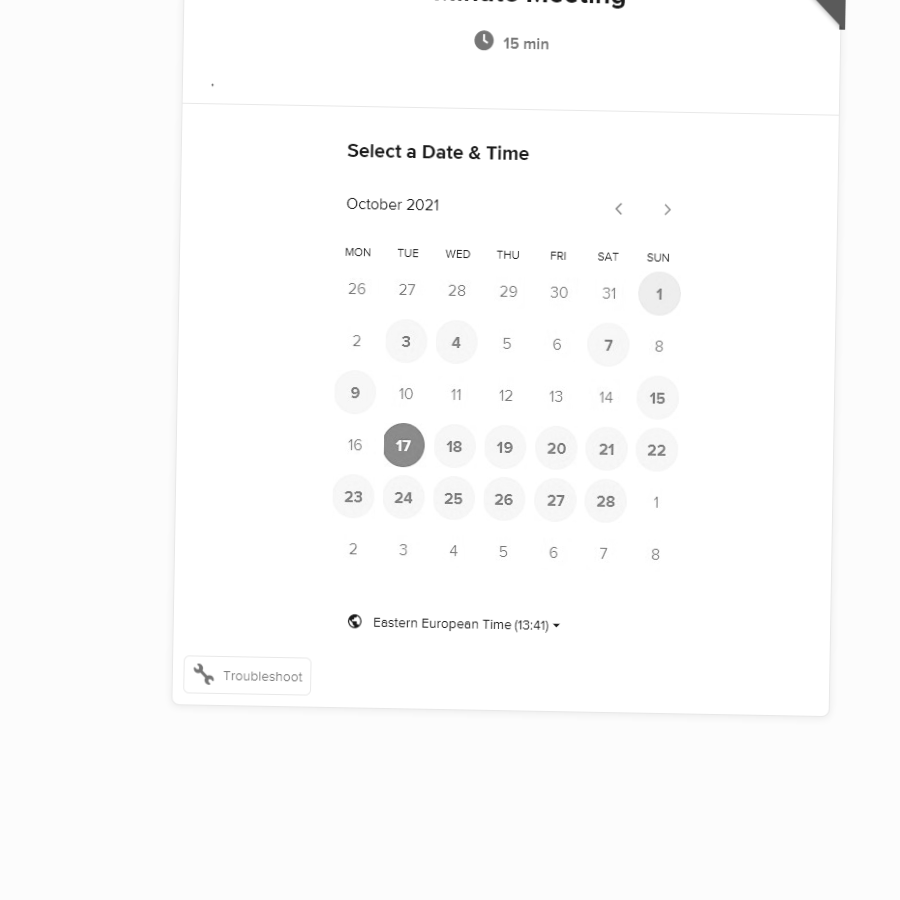 Meeting
15 min
.
Select a Date & Time
October 2021
MON TUE WED THU FRI SAT SUN
26 27 28 29 30 31 1
2 3 4 5 6 7 8
9 10 11 12 13 14 15
16 17 18 19 20 21 22
23 24 25 26 27 28 1
2 3 4 5 6 7 8
Eastern European Time (13:41)
Troubleshoot